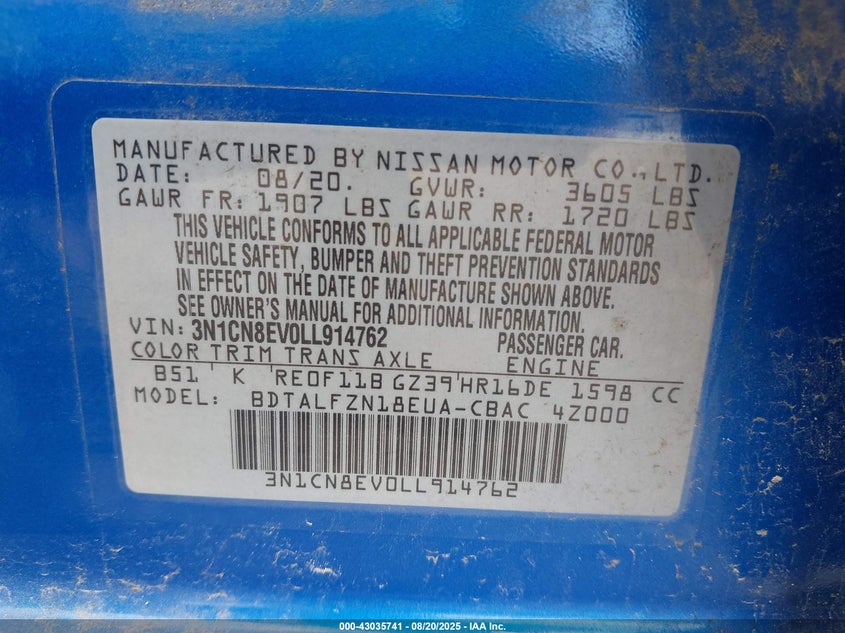 MANUFACTURED BY NISSAN MOTOR CO., LTD.
DATE: 08/20. GVWR: 3605 LBS
GAWR FR: 1907 LBS GAWR RR: 1720 LBS
THIS VEHICLE CONFORMS TO ALL APPLICABLE FEDERAL MOTOR
VEHICLE SAFETY, BUMPER AND THEFT PREVENTION STANDARDS
IN EFFECT ON THE DATE OF MANUFACTURE SHOWN ABOVE.
SEE OWNER'S MANUAL FOR ADDITIONAL INFORMATION.
VIN: 3N1CN8EV0LL914762 PASSENGER CAR.
COLOR TRIM TRANS AXLE ENGINE
B51 K RE0F11B GZ39 HR16DE 1598 CC
MODEL: BDTALFZN18EUA-CBAC 4Z000
3N1CN8EV0LL914762
000-43035741 - 08/20/2025 - IAA Inc.